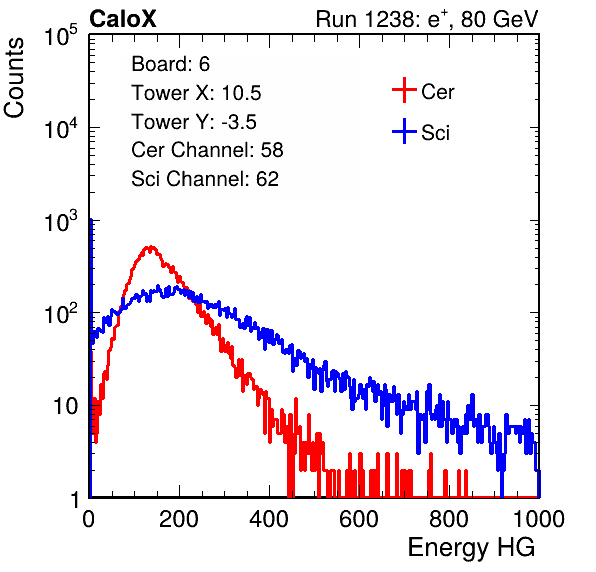 CaloX Run 1238: e⁺, 80 GeV
Counts
10⁵
10⁴
10³
10²
10
1
Board: 6
Tower X: 10.5
Tower Y: -3.5
Cer Channel: 58
Sci Channel: 62
Cer
Sci
0 200 400 600 800 1000
Energy HG